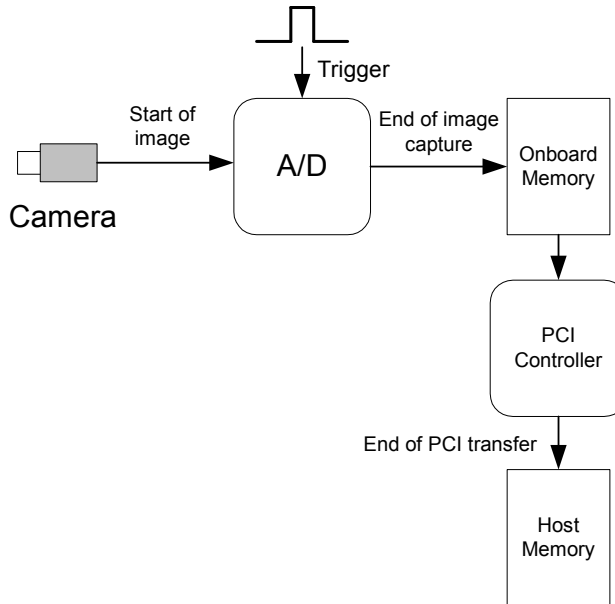 Trigger
Start of
image
A/D
End of image
capture
Onboard
Memory
Camera
PCI
Controller
End of PCI transfer
Host
Memory